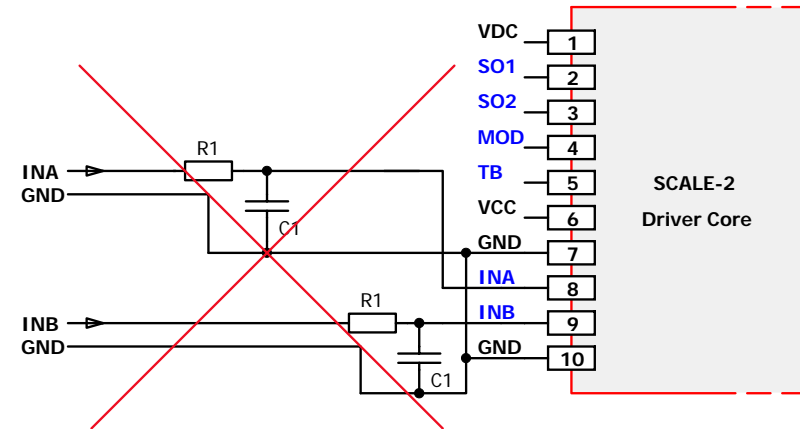 VDC
1
SO1
2
SO2
3
MOD
4
TB
5
VCC
6
GND
7
INA
8
INB
9
GND
10
SCALE-2
Driver Core
R1
INA
GND
C1
R1
INB
GND
C1